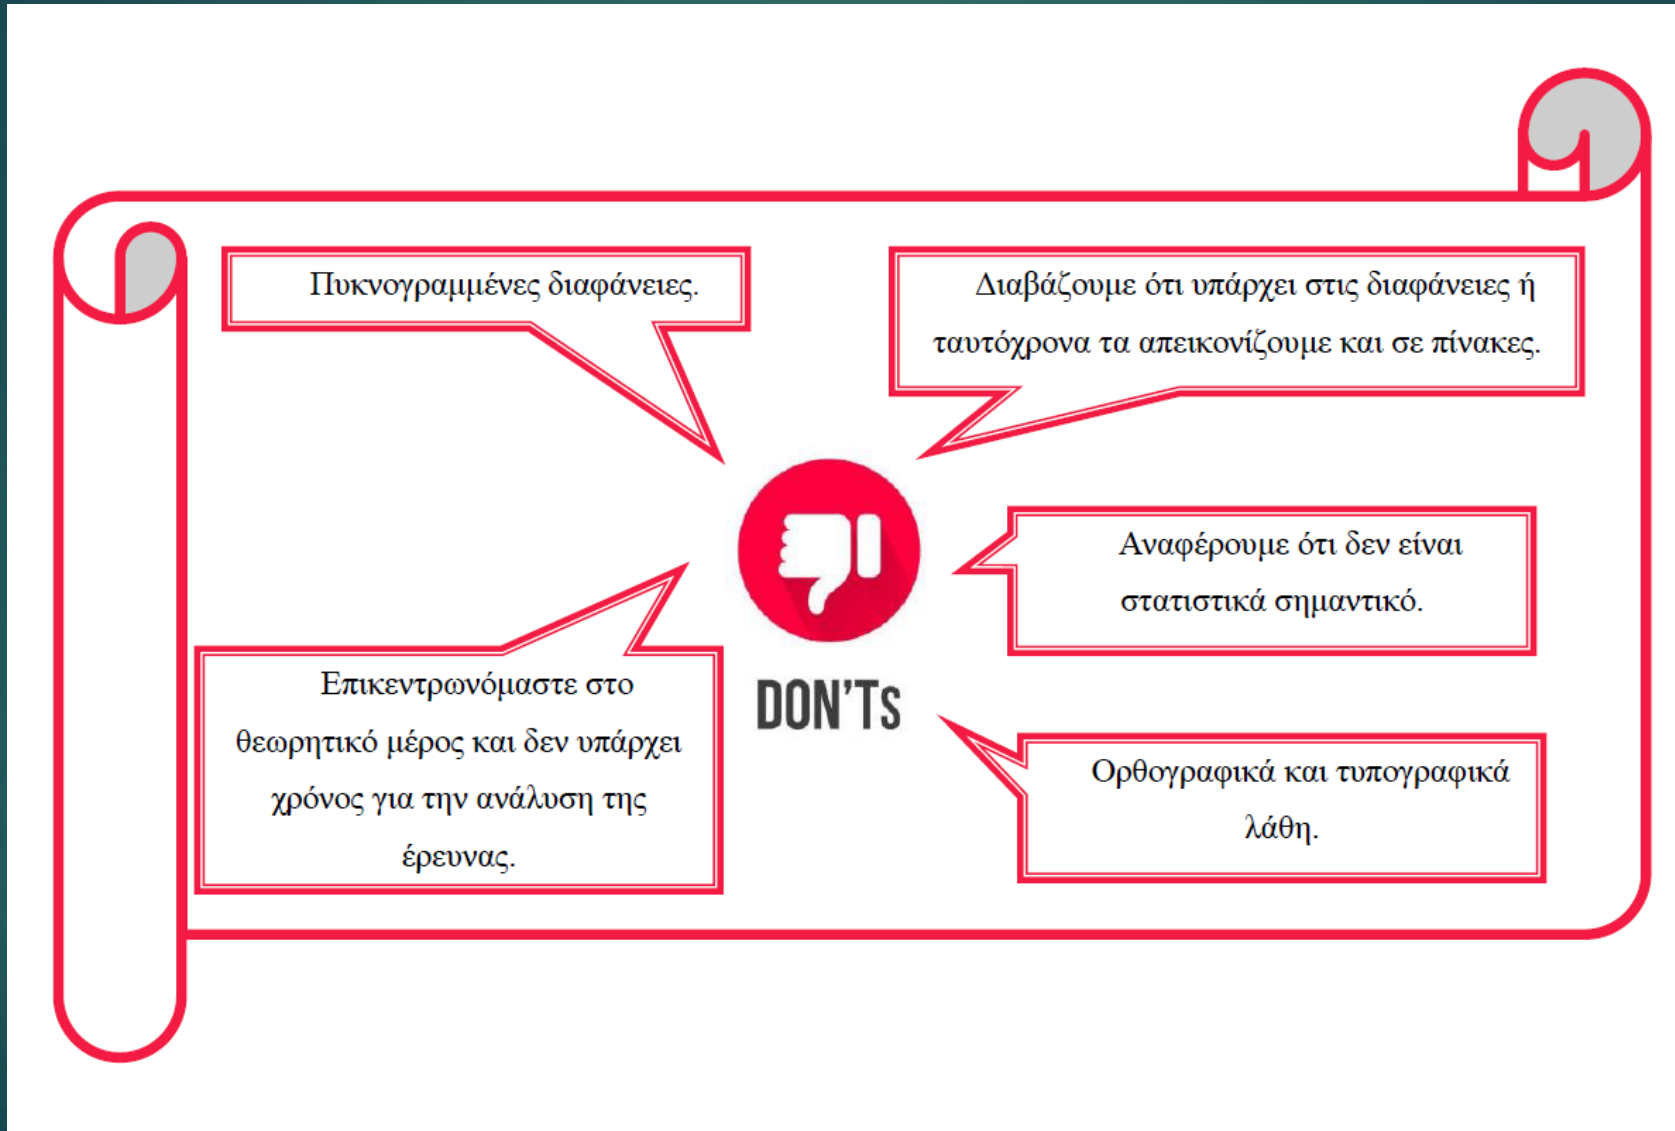 Πυκνογραμμένες διαφάνειες.
Διαβάζουμε ότι υπάρχει στις διαφάνειες ή
ταυτόχρονα τα απεικονίζουμε και σε πίνακες.
Αναφέρουμε ότι δεν είναι
στατιστικά σημαντικό.
Επικεντρωνόμαστε στο
θεωρητικό μέρος και δεν υπάρχει
χρόνος για την ανάλυση της
έρευνας.
DON'Ts
Ορθογραφικά και τυπογραφικά
λάθη.